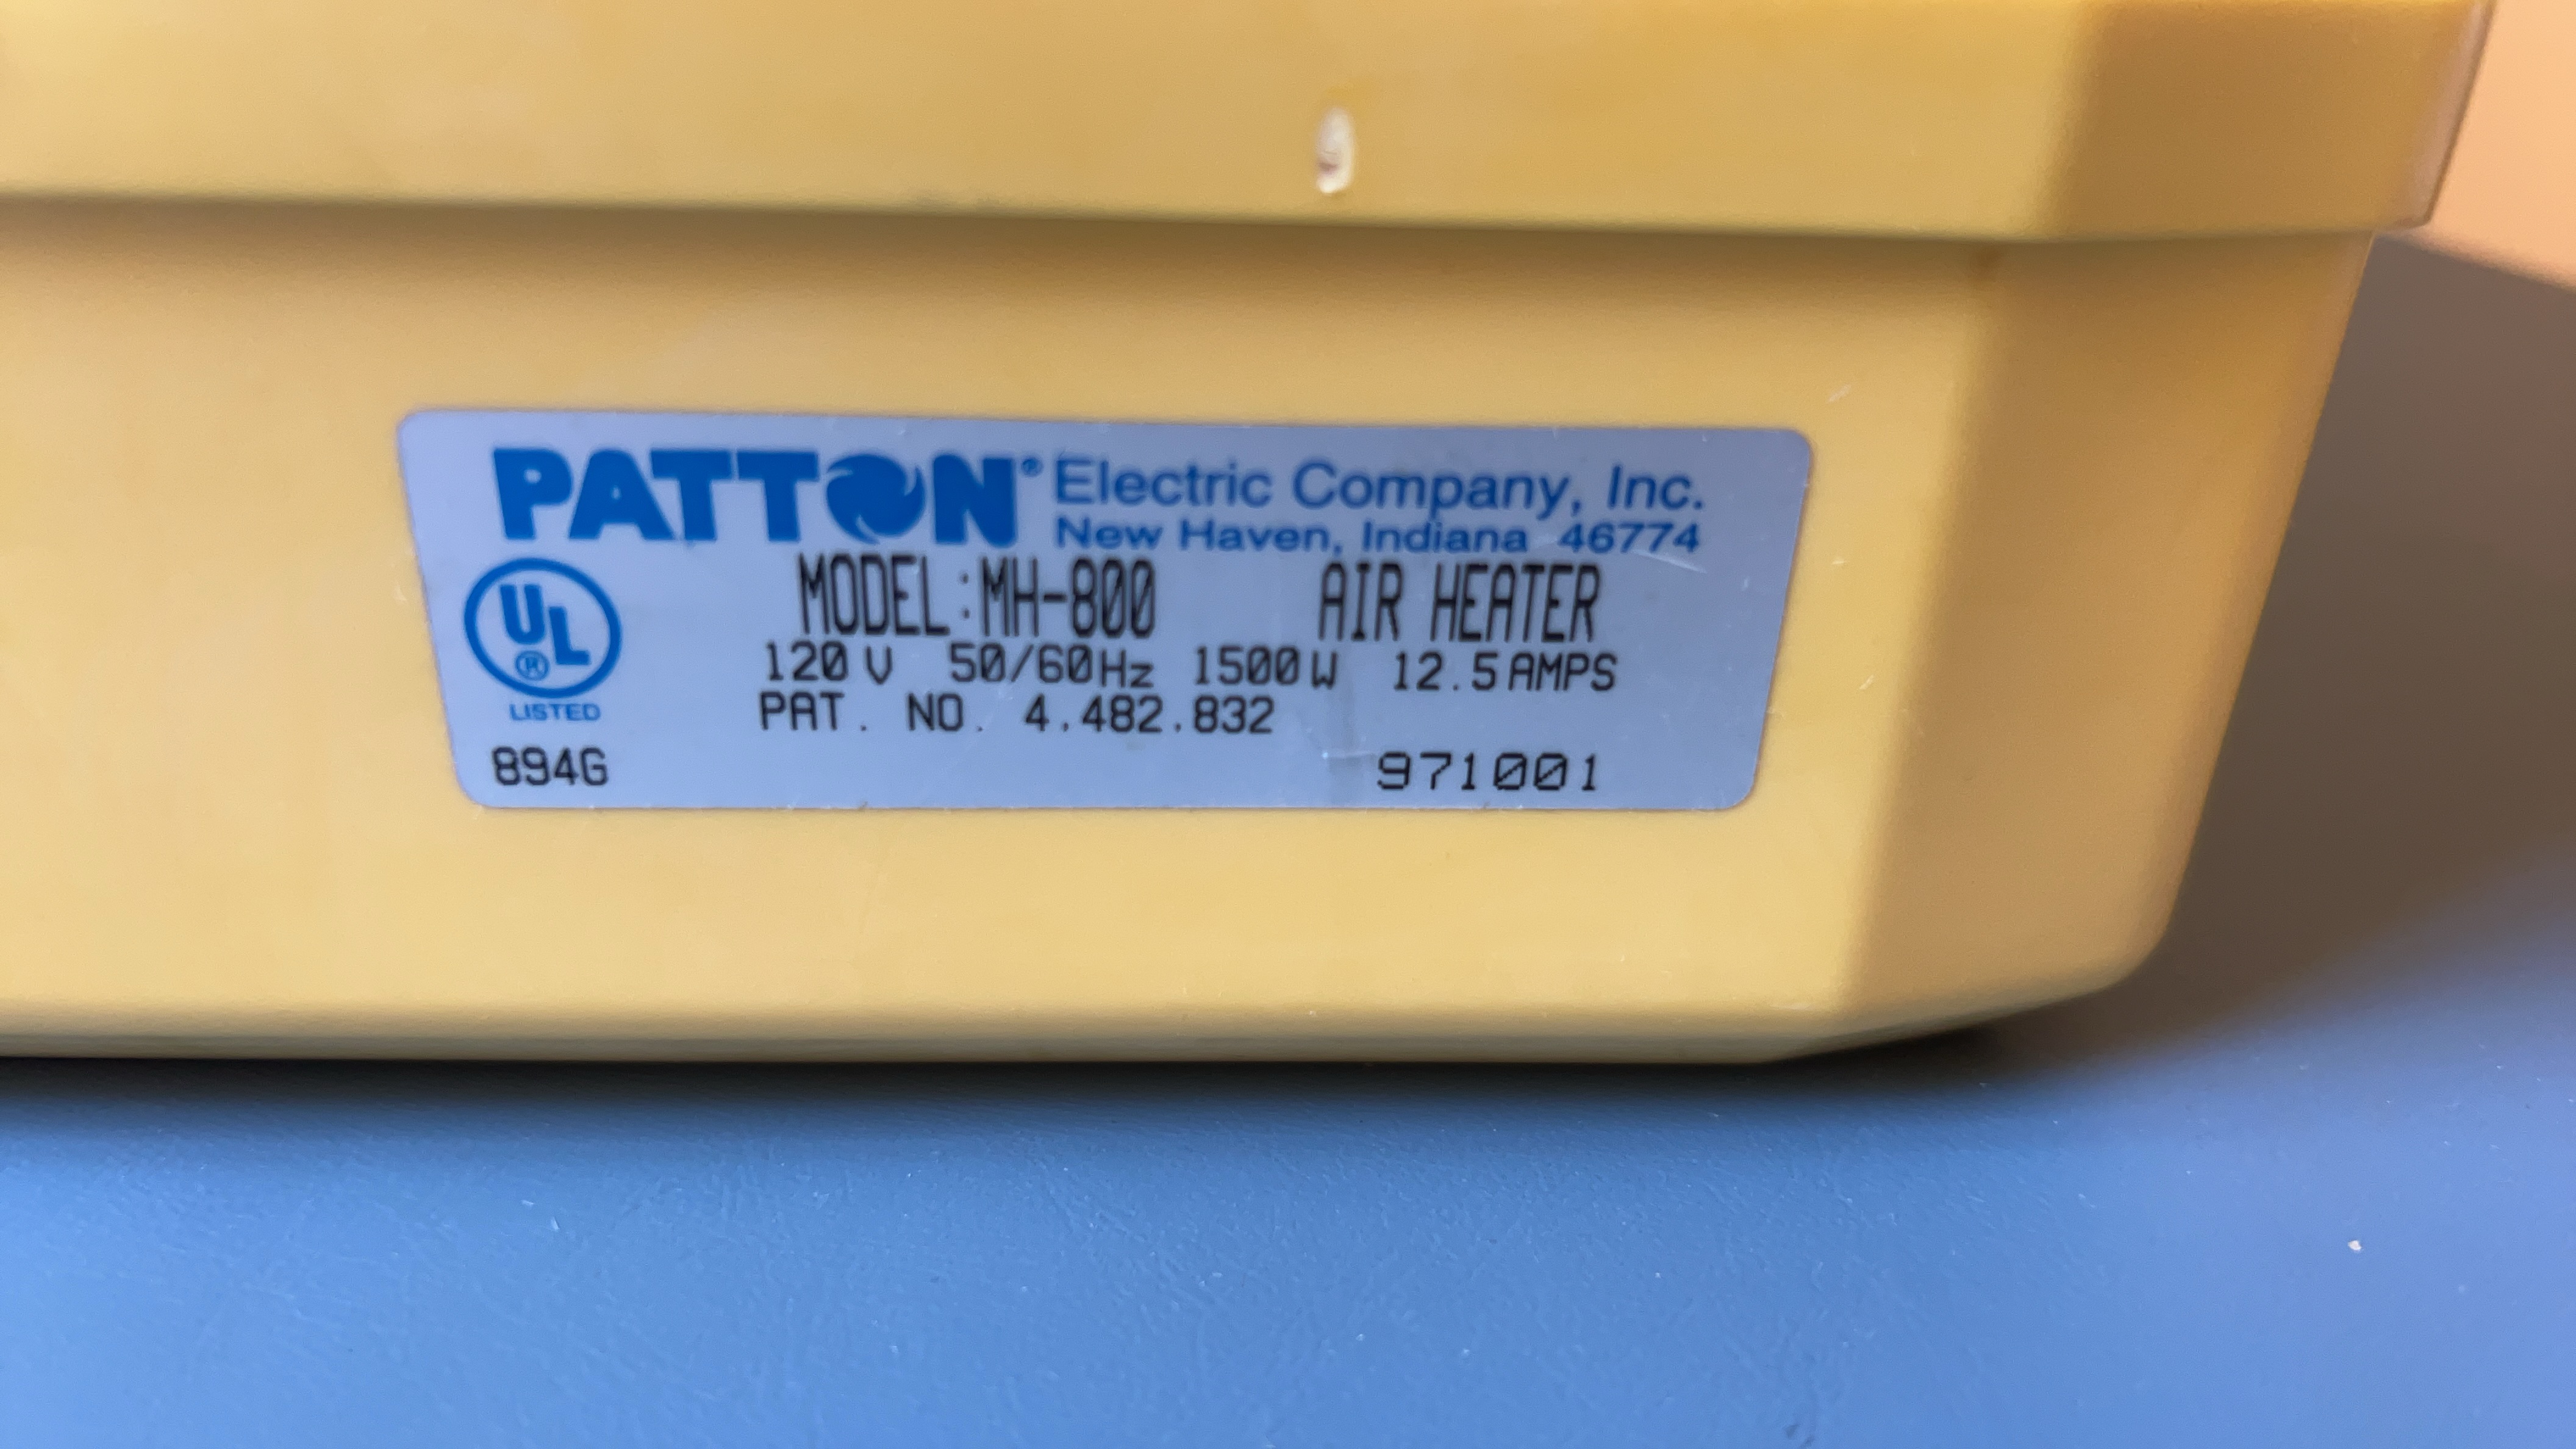 PATTON® Electric Company, Inc.
New Haven, Indiana 46774
MODEL:MH-800 AIR HEATER
120 V 50/60Hz 1500W 12.5AMPS
PAT. NO. 4.482.832
UL®
LISTED
894G 971001